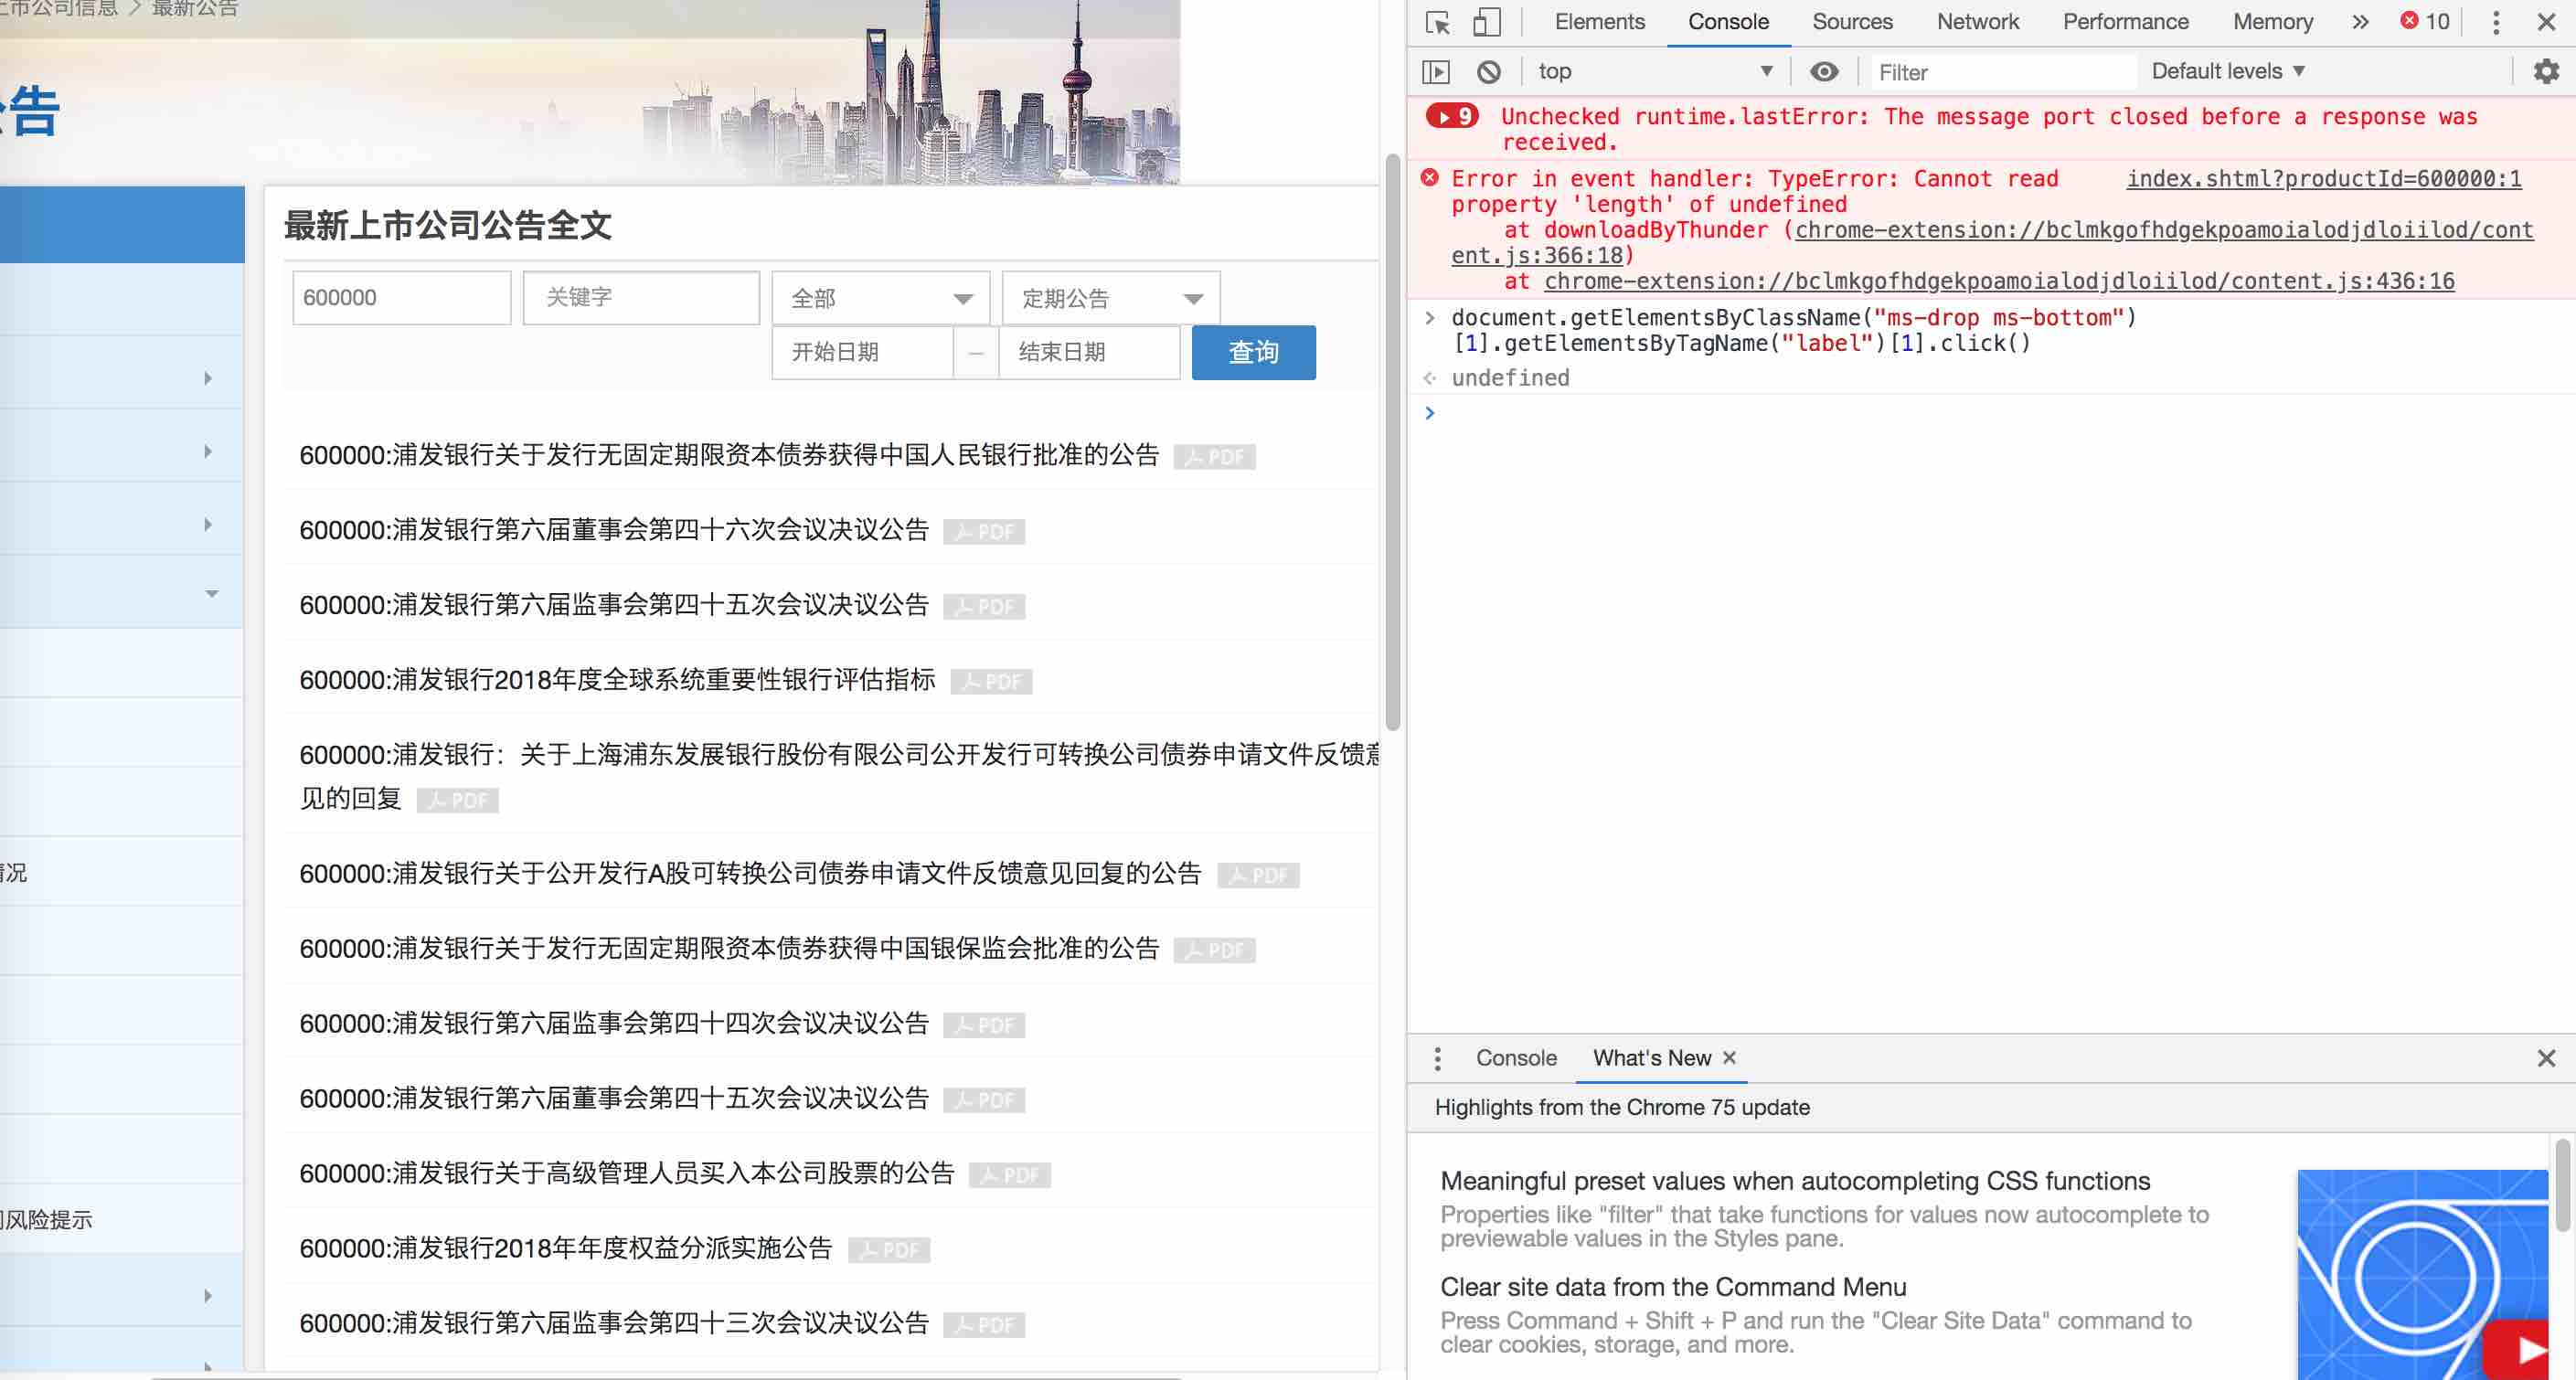 上市公司信息 > 最新公告
公告
最新上市公司公告全文
600000
关键字
全部
定期公告
开始日期
–
结束日期
查询
600000:浦发银行关于发行无固定期限资本债券获得中国人民银行批准的公告 PDF
600000:浦发银行第六届董事会第四十六次会议决议公告 PDF
600000:浦发银行第六届监事会第四十五次会议决议公告 PDF
600000:浦发银行2018年度全球系统重要性银行评估指标 PDF
600000:浦发银行：关于上海浦东发展银行股份有限公司公开发行可转换公司债券申请文件反馈意
见的回复 PDF
600000:浦发银行关于公开发行A股可转换公司债券申请文件反馈意见回复的公告 PDF
600000:浦发银行关于发行无固定期限资本债券获得中国银保监会批准的公告 PDF
600000:浦发银行第六届监事会第四十四次会议决议公告 PDF
600000:浦发银行第六届董事会第四十五次会议决议公告 PDF
600000:浦发银行关于高级管理人员买入本公司股票的公告 PDF
600000:浦发银行2018年年度权益分派实施公告 PDF
600000:浦发银行第六届监事会第四十三次会议决议公告 PDF
情况
风险提示
Elements Console Sources Network Performance Memory » 10
top
Filter
Default levels ▼
9 Unchecked runtime.lastError: The message port closed before a response was
received.
Error in event handler: TypeError: Cannot read index.shtml?productId=600000:1
property 'length' of undefined
at downloadByThunder (chrome-extension://bclmkgofhdgekpoamoialodjdloiilod/cont
ent.js:366:18)
at chrome-extension://bclmkgofhdgekpoamoialodjdloiilod/content.js:436:16
document.getElementsByClassName("ms-drop ms-bottom")
[1].getElementsByTagName("label")[1].click()
undefined
Console What's New ×
Highlights from the Chrome 75 update
Meaningful preset values when autocompleting CSS functions
Properties like "filter" that take functions for values now autocomplete to
previewable values in the Styles pane.
Clear site data from the Command Menu
Press Command + Shift + P and run the "Clear Site Data" command to
clear cookies, storage, and more.